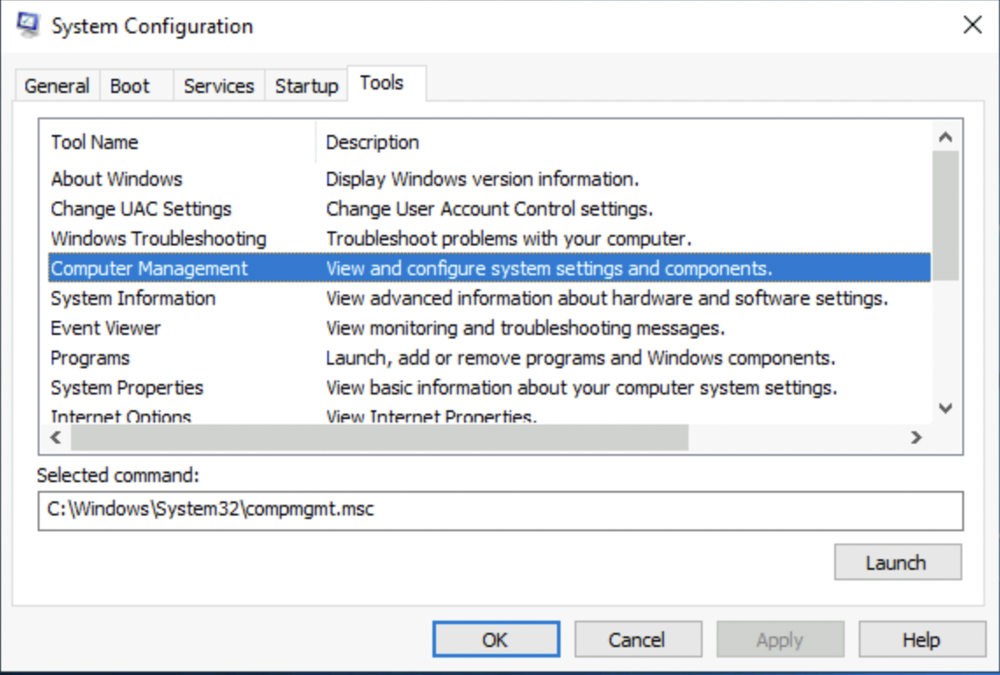 System Configuration
General Boot Services Startup Tools
Tool Name Description
About Windows Display Windows version information.
Change UAC Settings Change User Account Control settings.
Windows Troubleshooting Troubleshoot problems with your computer.
Computer Management View and configure system settings and components.
System Information View advanced information about hardware and software settings.
Event Viewer View monitoring and troubleshooting messages.
Programs Launch, add or remove programs and Windows components.
System Properties View basic information about your computer system settings.
Internet Options View Internet Properties.
Selected command:
C:\Windows\System32\compmgmt.msc
Launch
OK Cancel Apply Help